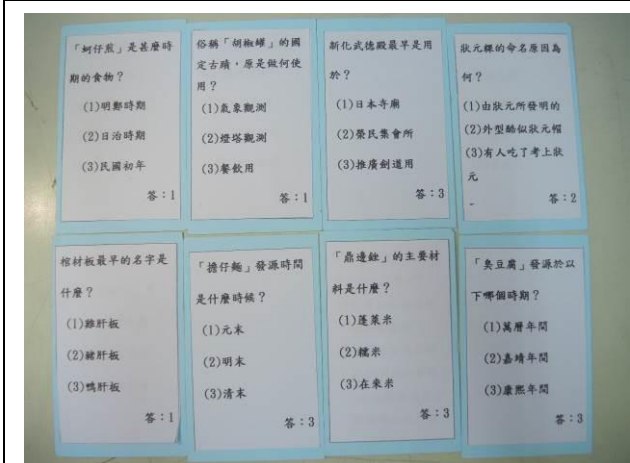 「蚵仔煎」是甚麼時
期的食物?
(1)明鄭時期
(2)日治時期
(3)民國初年
答:1
俗稱「胡椒罐」的國
定古蹟,原是做何使
用?
(1)氣象觀測
(2)燈塔觀測
(3)餐飲用
答:1
新化武德殿最早是用
於?
(1)日本寺廟
(2)榮民集會所
(3)推廣劍道用
答:3
狀元粿的命名原因為
何?
(1)由狀元所發明的
(2)外型酷似狀元帽
(3)有人吃了考上狀
元
答:2
棺材板最早的名字是
什麼?
(1)雞肝板
(2)豬肝板
(3)鴨肝板
答:1
「擔仔麵」發源時間
是什麼時候?
(1)元末
(2)明末
(3)清末
答:3
「鼎邊銼」的主要材
料是什麼?
(1)蓬萊米
(2)糯米
(3)在來米
答:3
「臭豆腐」發源於以
下哪個時期?
(1)萬曆年間
(2)嘉靖年間
(3)康熙年間
答:3